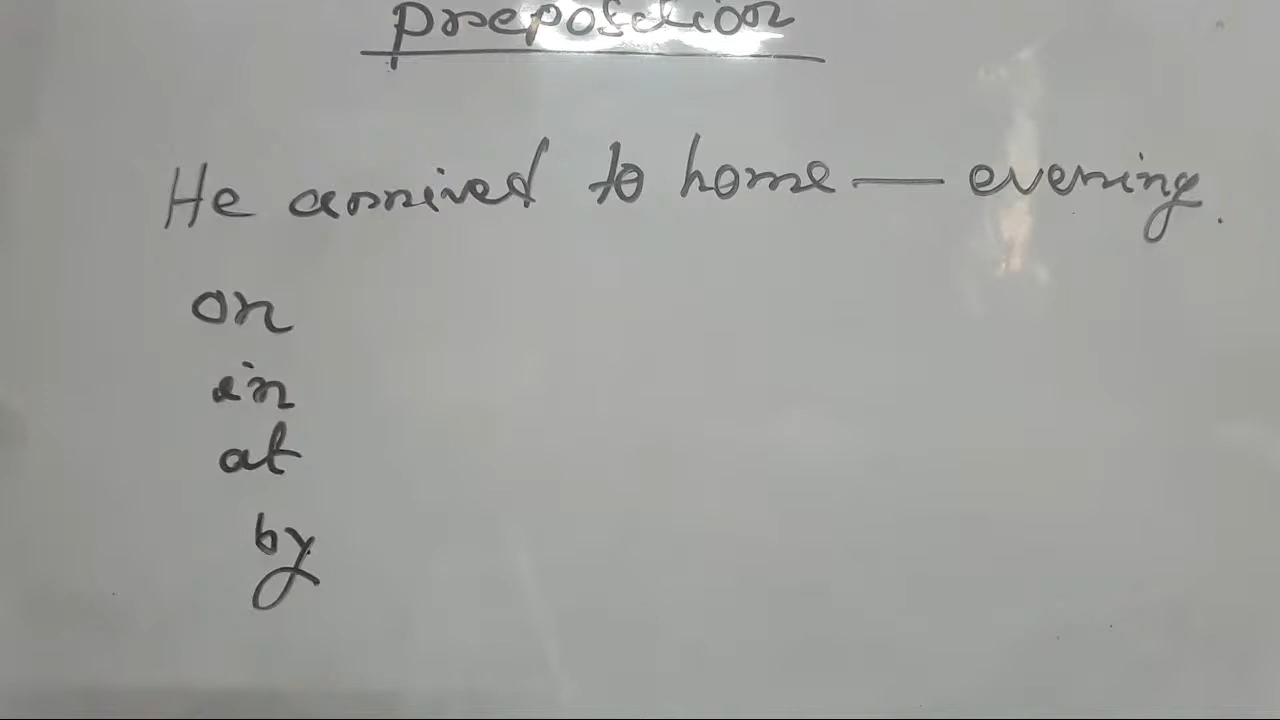 preposition
He arrived to home — evening.
on
in
at
by